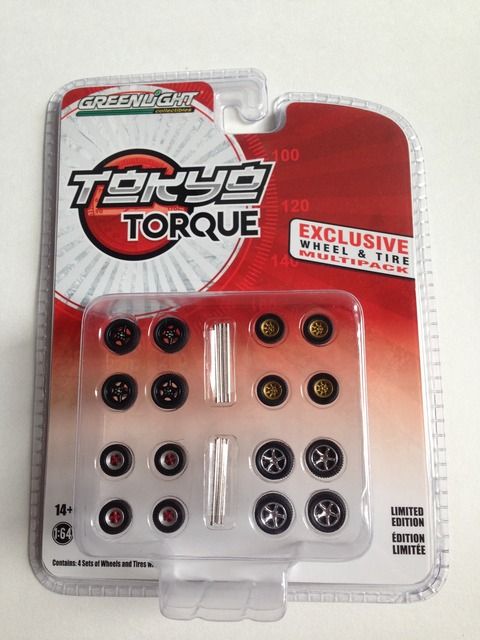 GREENLIGHT
collectibles
TOKYO
TORQUE
100
120
140
EXCLUSIVE
WHEEL & TIRE
MULTIPACK
14+
1:64
LIMITED
EDITION
ÉDITION
LIMITÉE
Contains: 4 Sets of Wheels and Tires